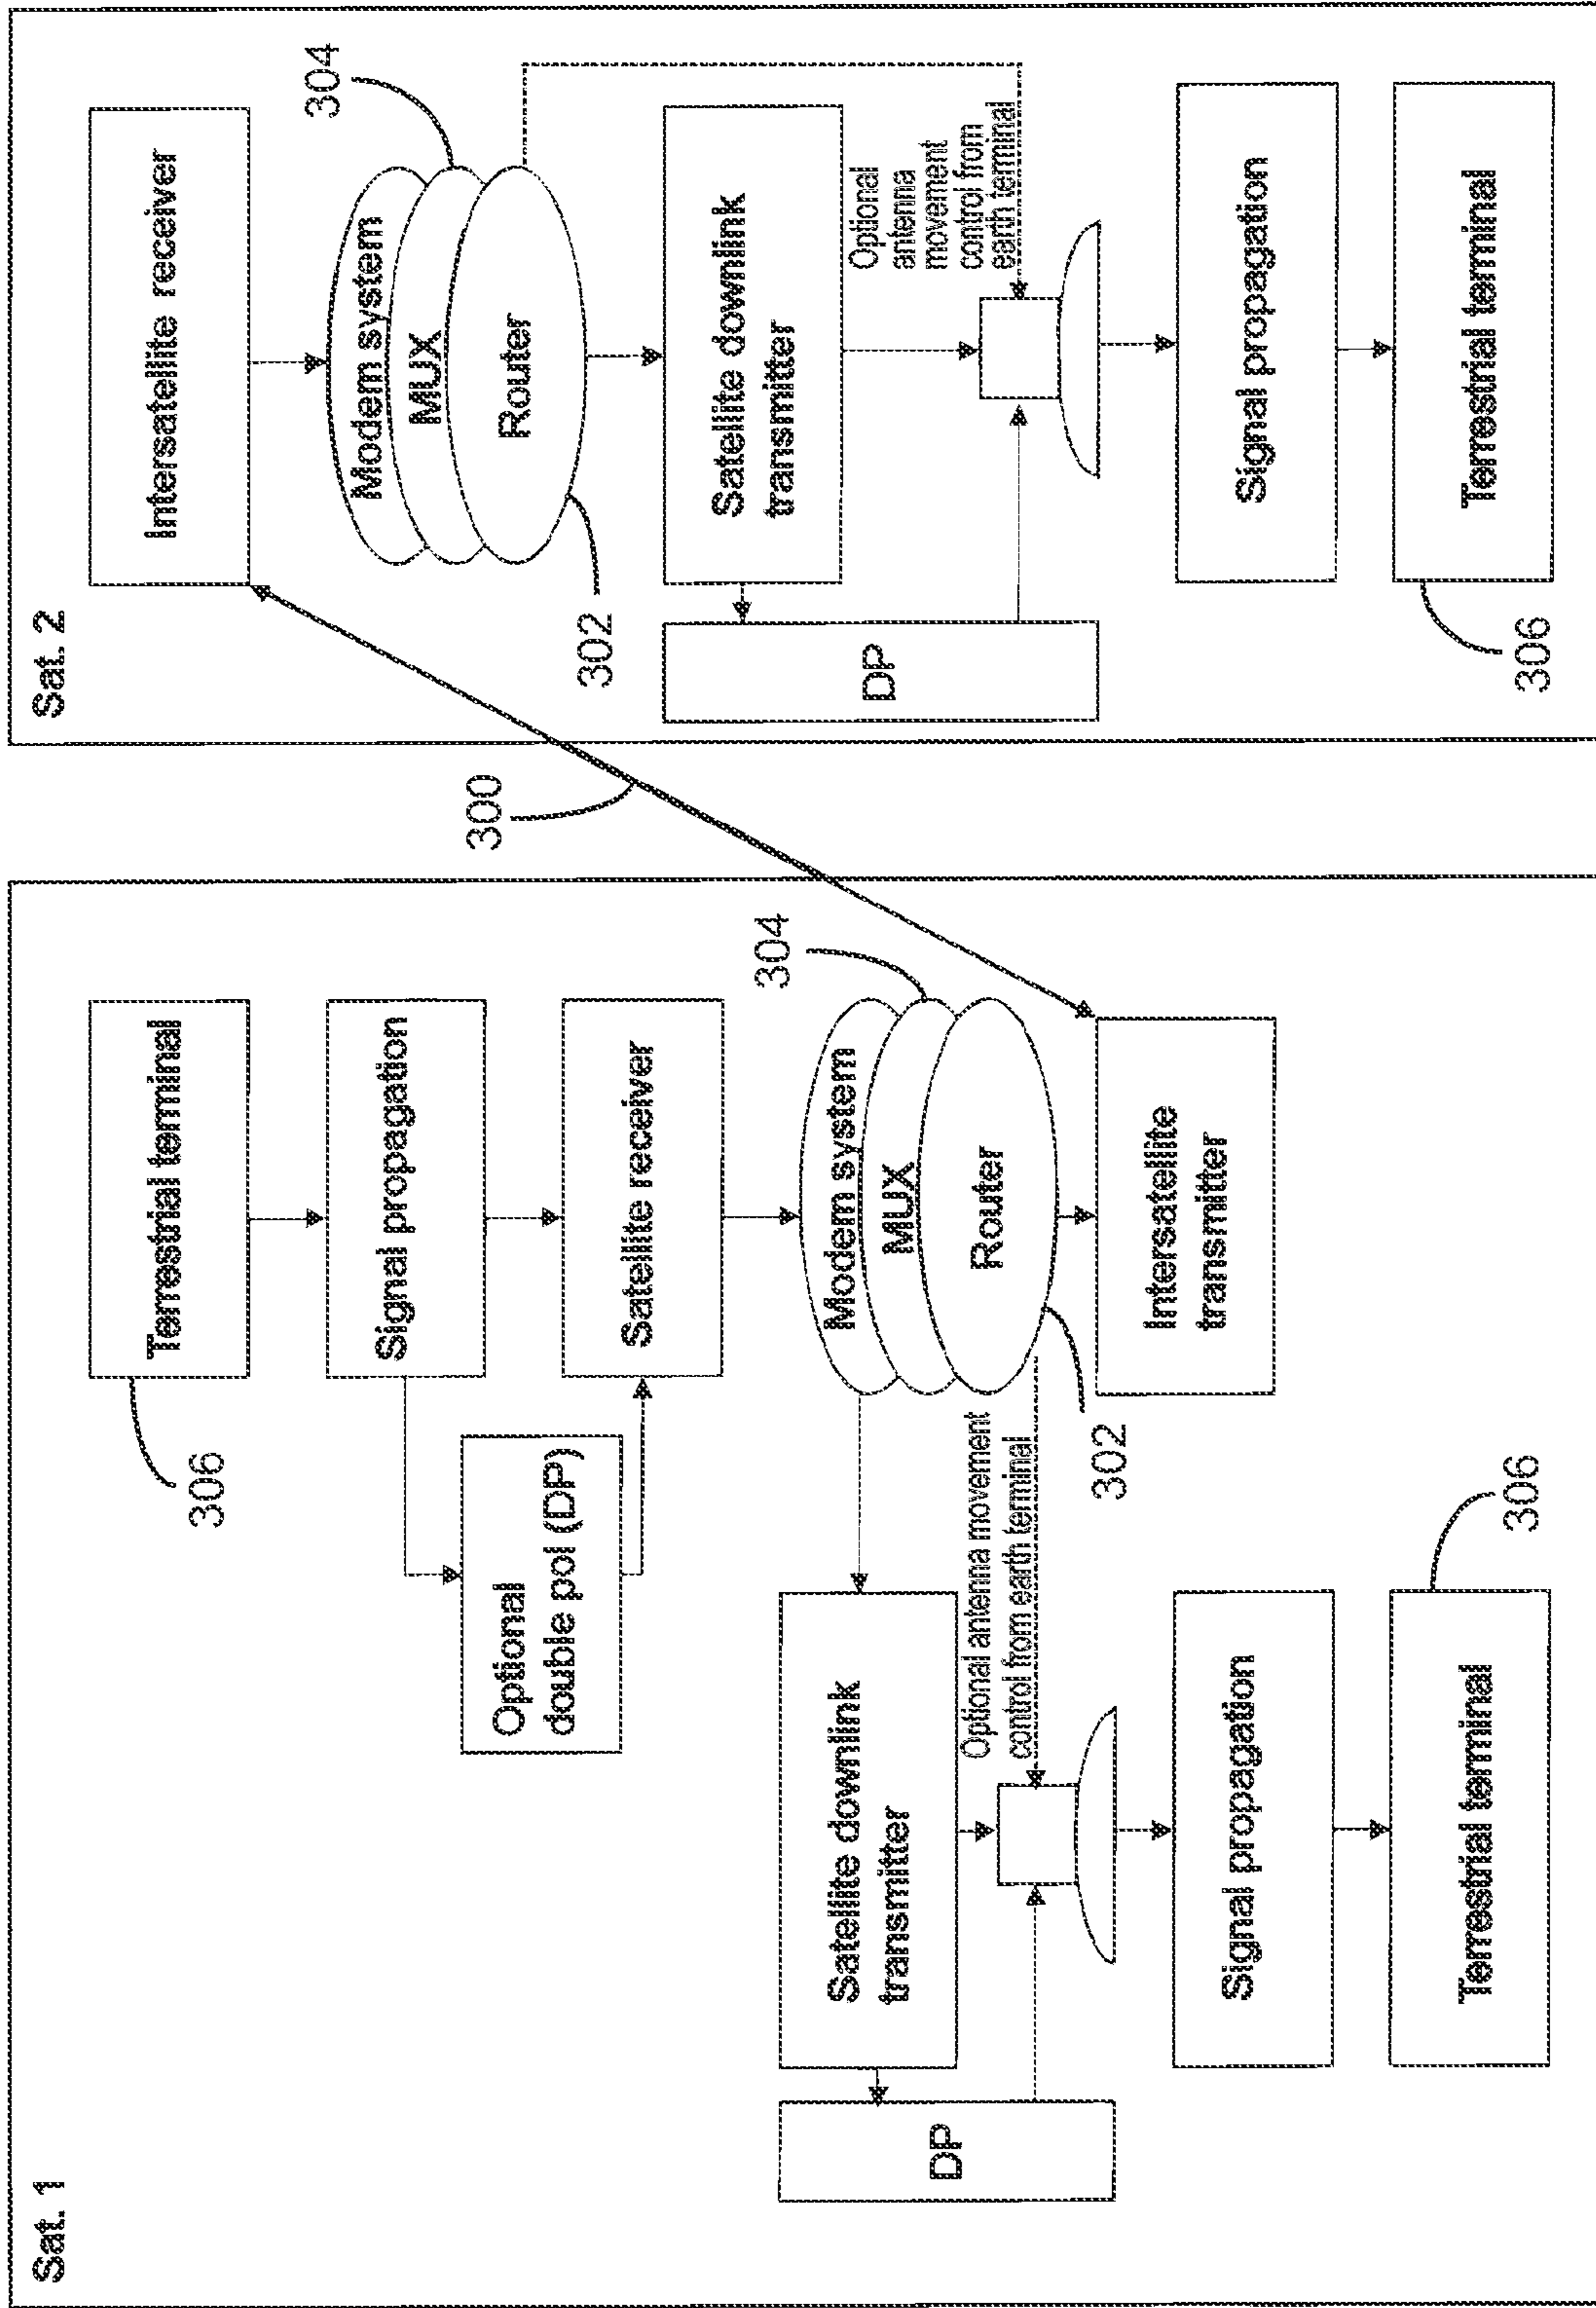 Sat. 1
Terrestrial terminal
306
Signal propagation
Optional
double pol (DP)
Satellite receiver
Modem system
MUX
Router
304
302
Intersatellite
transmitter
Satellite downlink
transmitter
DP
Optional antenna movement
control from earth terminal
Signal propagation
Terrestrial terminal
306
300
Sat. 2
Intersatellite receiver
Modem system
MUX
Router
304
302
Satellite downlink
transmitter
DP
Optional
antenna
movement
control from
earth terminal
Signal propagation
Terrestrial terminal
306